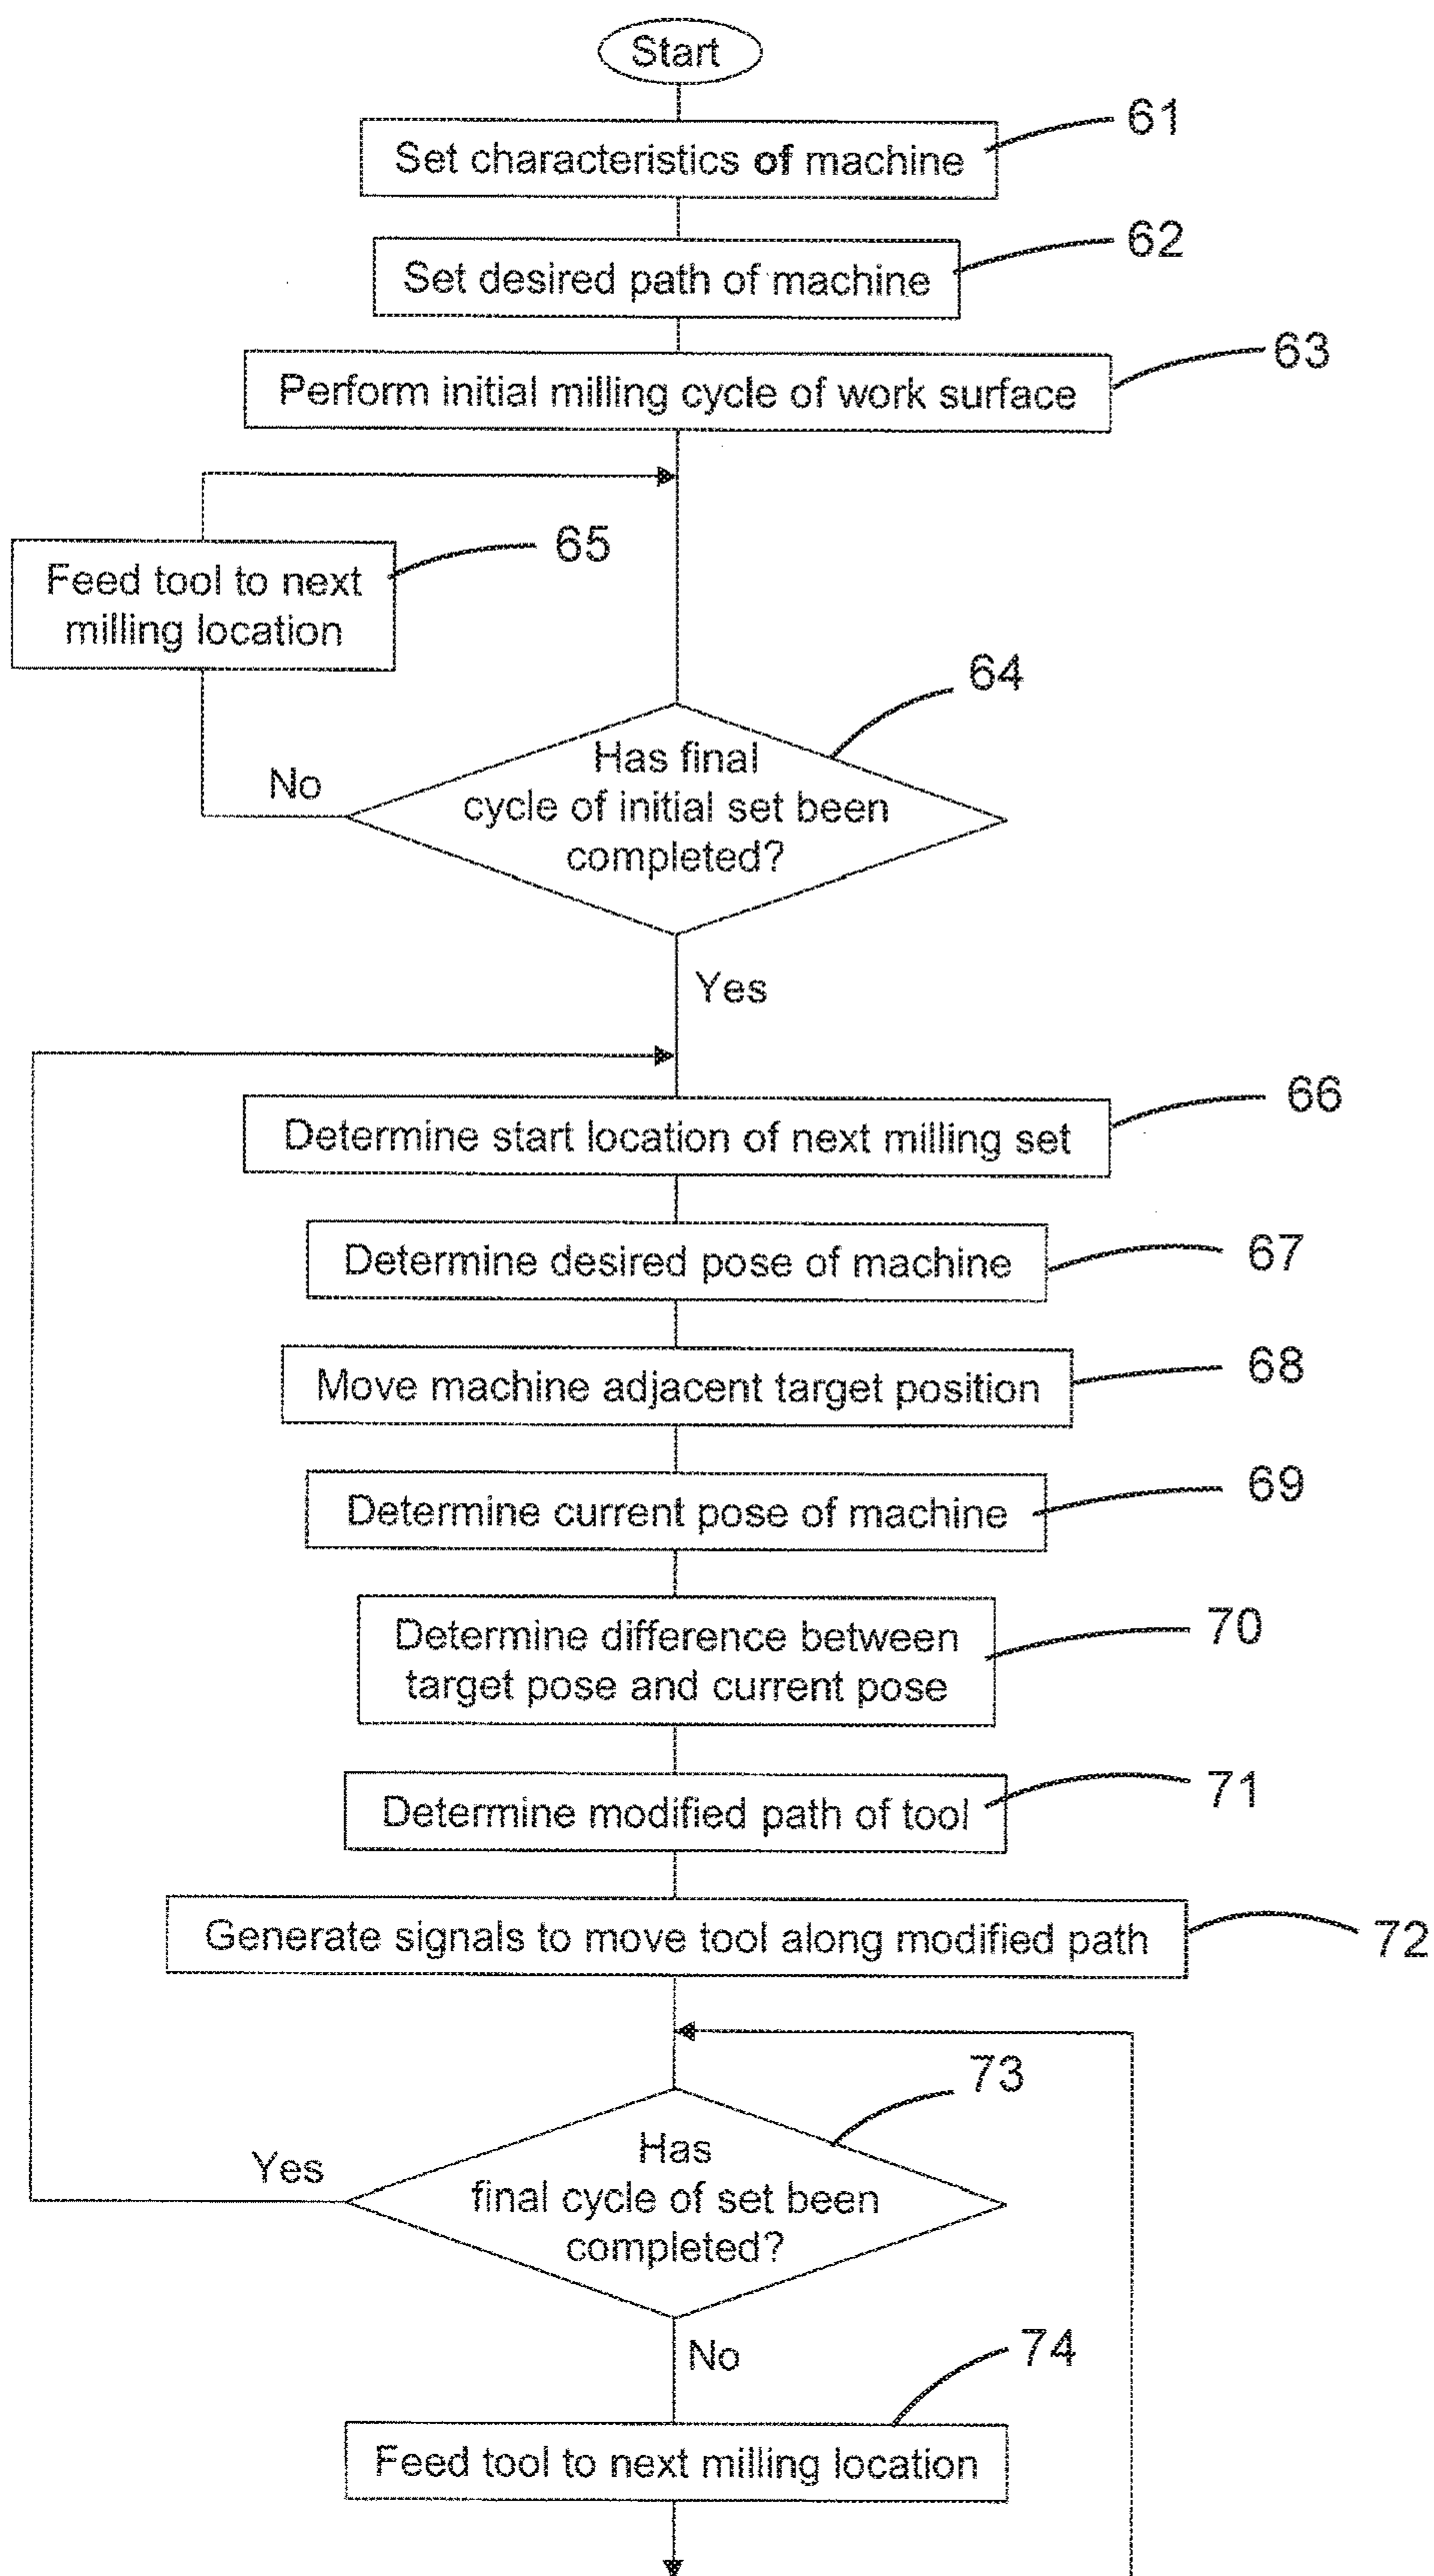 Start
Set characteristics of machine
61
Set desired path of machine
62
Perform initial milling cycle of work surface
63
Feed tool to next
milling location
65
Has final
cycle of initial set been
completed?
64
No
Yes
Determine start location of next milling set
66
Determine desired pose of machine
67
Move machine adjacent target position
68
Determine current pose of machine
69
Determine difference between
target pose and current pose
70
Determine modified path of tool
71
Generate signals to move tool along modified path
72
Has
final cycle of set been
completed?
73
Yes
No
Feed tool to next milling location
74